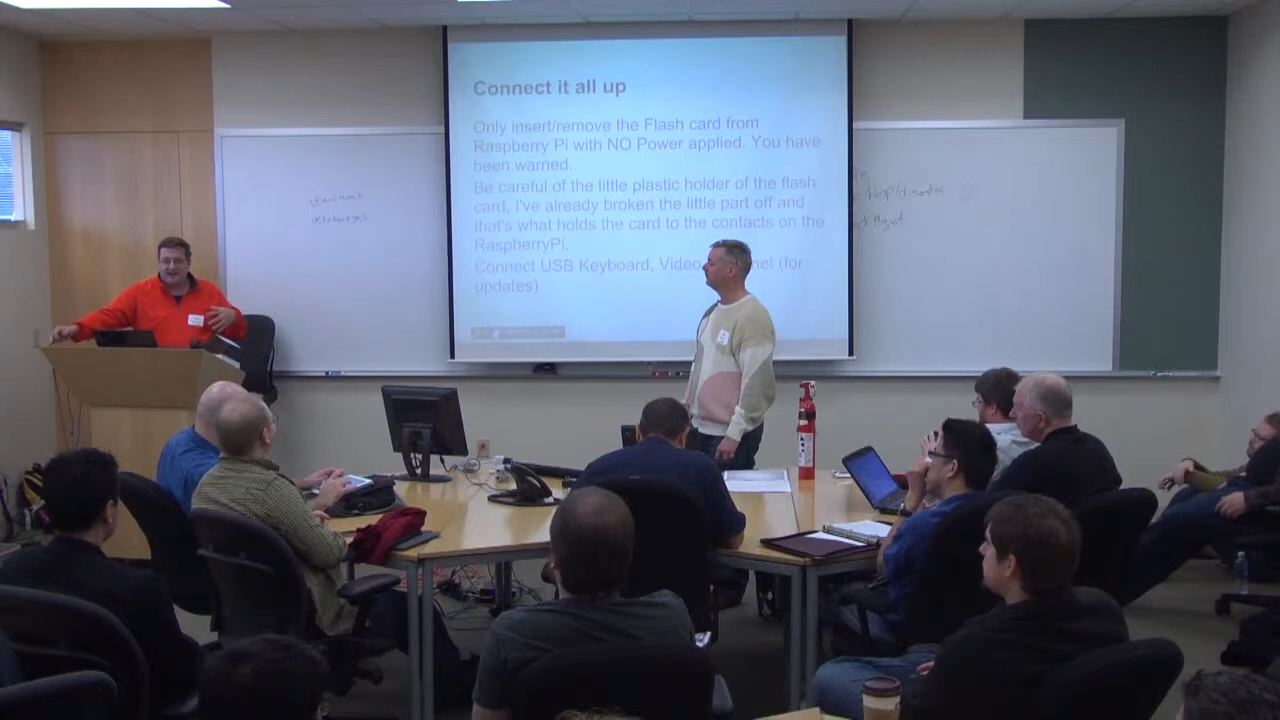 Connect it all up
Only insert/remove the Flash card from
Raspberry Pi with NO Power applied. You have
been warned.
Be careful of the little plastic holder of the flash
card, I've already broken the little part off and
that's what holds the card to the contacts on the
RaspberryPi.
Connect USB Keyboard, Video net (for
updates)